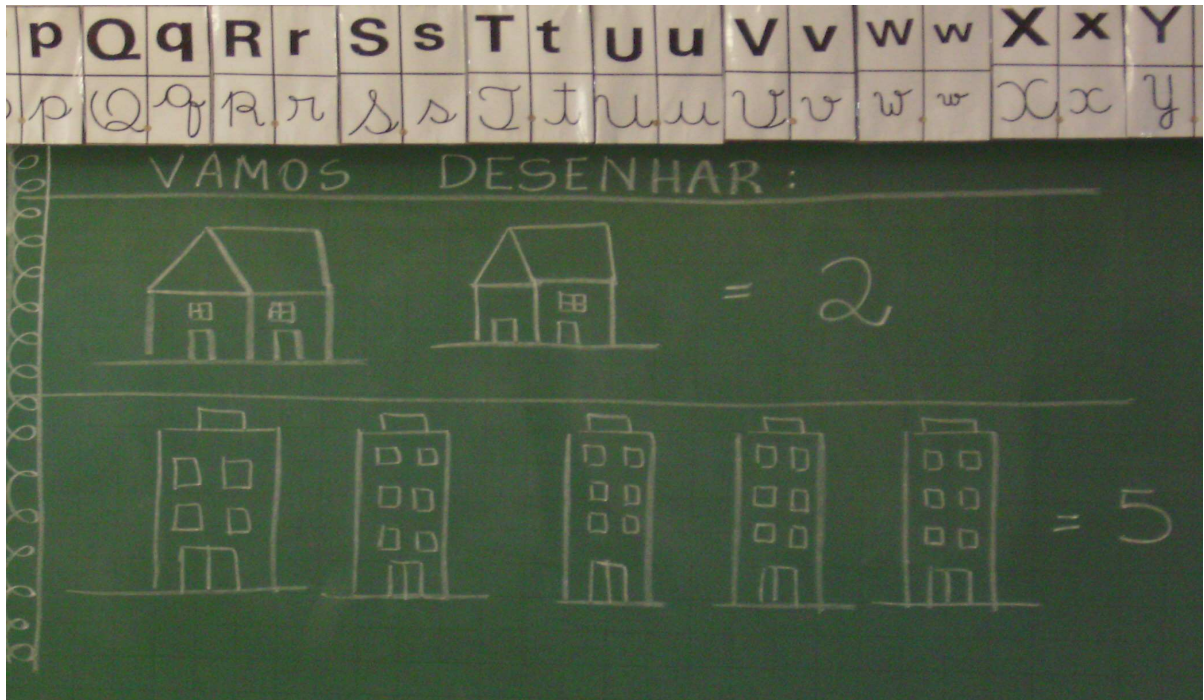 p Q q R r S s T t U u V v W w X x Y
p Q q R r S s T t U u V v W w X x Y
VAMOS DESENHAR:
= 2
= 5